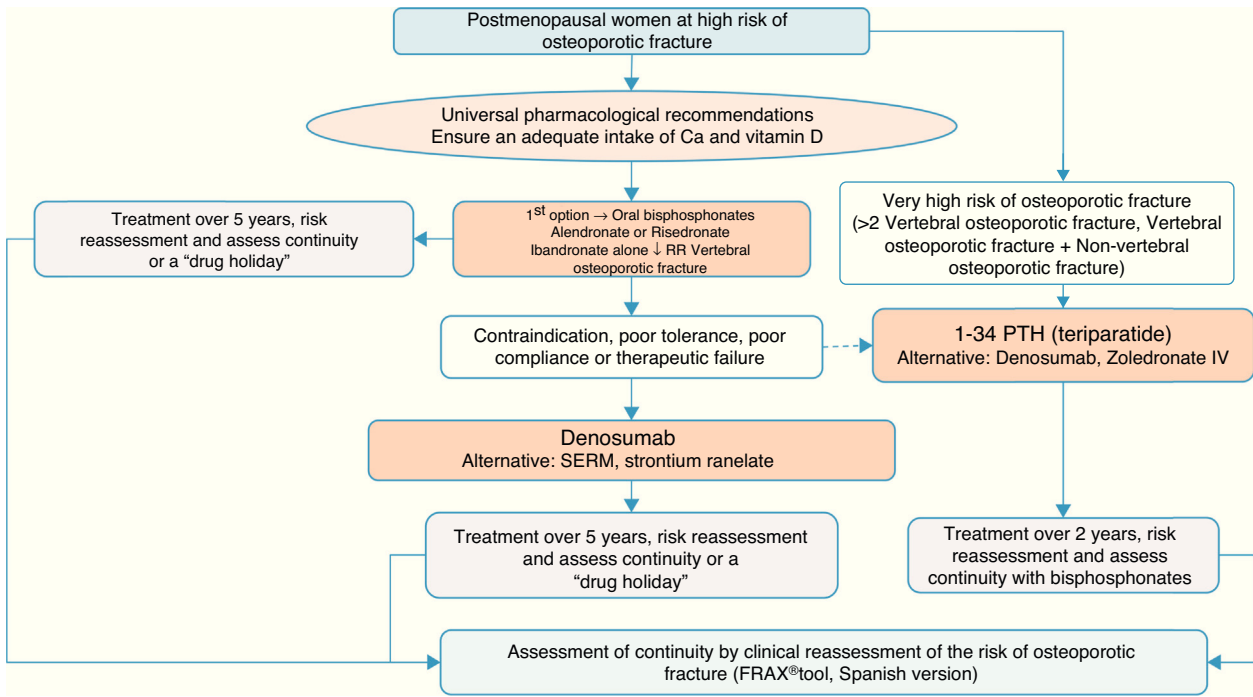 Postmenopausal women at high risk of
osteoporotic fracture
Universal pharmacological recommendations
Ensure an adequate intake of Ca and vitamin D
Treatment over 5 years, risk
reassessment and assess continuity
or a “drug holiday”
1st option → Oral bisphosphonates
Alendronate or Risedronate
Ibandronate alone ↓ RR Vertebral
osteoporotic fracture
Very high risk of osteoporotic fracture
(>2 Vertebral osteoporotic fracture, Vertebral
osteoporotic fracture + Non-vertebral
osteoporotic fracture)
Contraindication, poor tolerance, poor
compliance or therapeutic failure
1-34 PTH (teriparatide)
Alternative: Denosumab, Zoledronate IV
Denosumab
Alternative: SERM, strontium ranelate
Treatment over 5 years, risk reassessment
and assess continuity or a
“drug holiday”
Treatment over 2 years, risk
reassessment and assess
continuity with bisphosphonates
Assessment of continuity by clinical reassessment of the risk of osteoporotic
fracture (FRAX®tool, Spanish version)